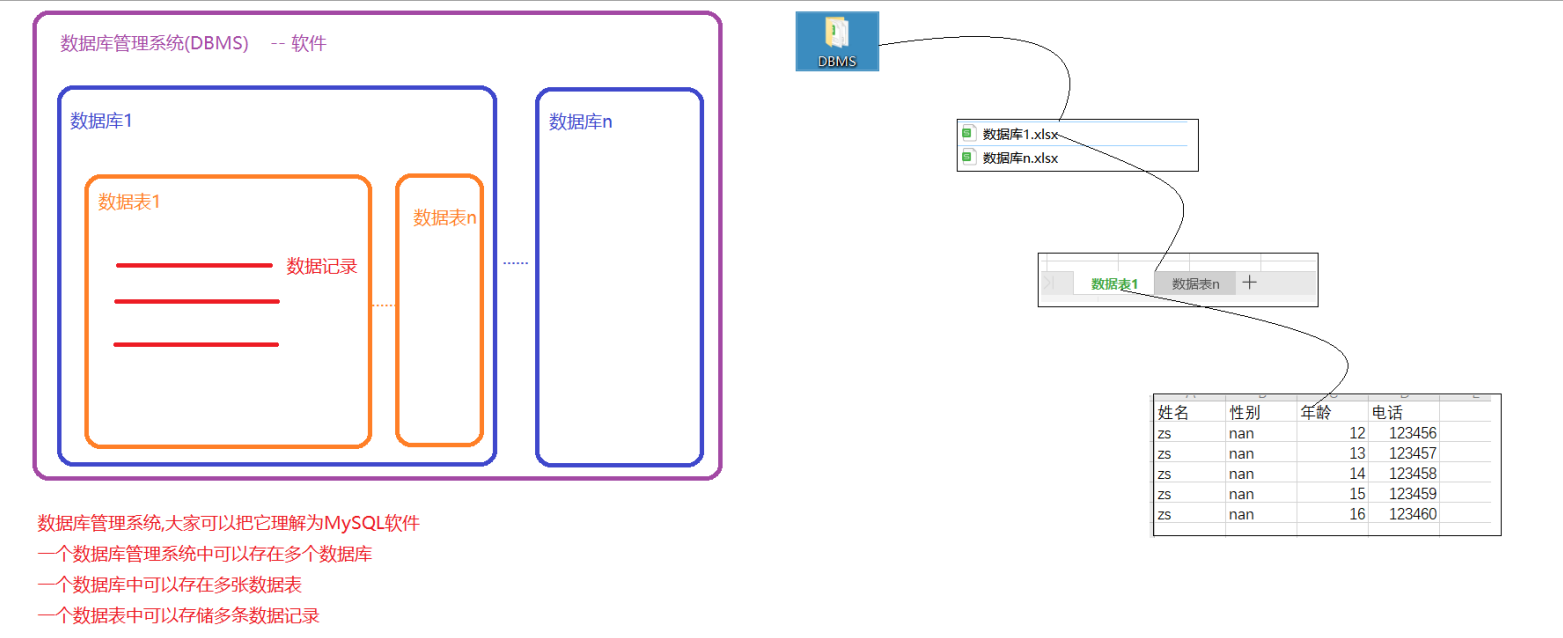 数据库管理系统(DBMS) -- 软件
数据库1
数据库n
数据表1
数据表n
数据记录
数据库管理系统,大家可以把它理解为MySQL软件
一个数据库管理系统中可以存在多个数据库
一个数据库中可以存在多张数据表
一个数据表中可以存储多条数据记录
DBMS
数据库1.xlsx
数据库n.xlsx
数据表1 数据表n
姓名 性别 年龄 电话
zs nan 12 123456
zs nan 13 123457
zs nan 14 123458
zs nan 15 123459
zs nan 16 123460